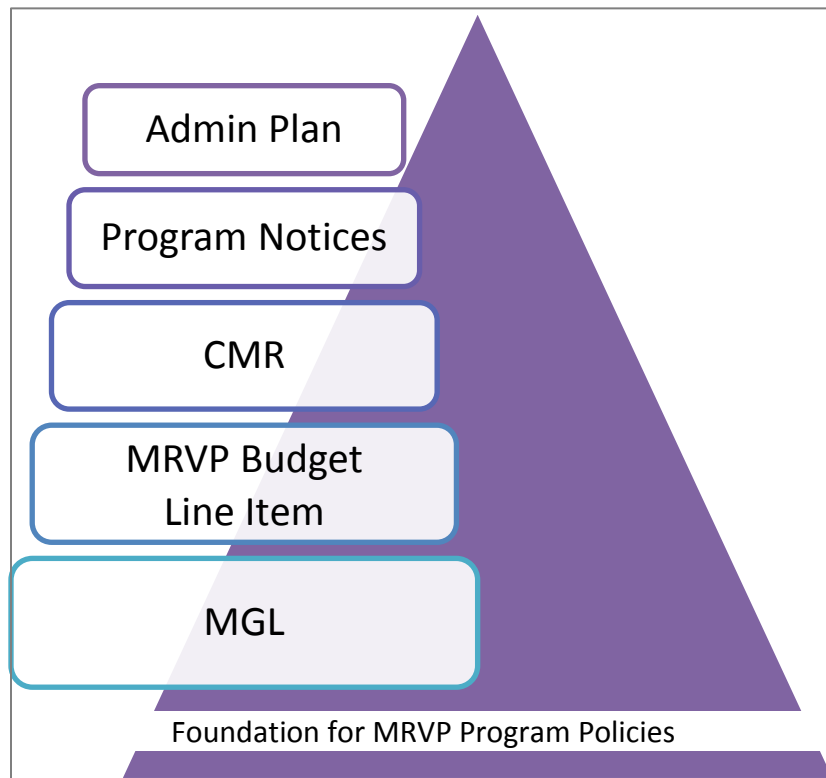 Admin Plan
Program Notices
CMR
MRVP Budget
Line Item
MGL
Foundation for MRVP Program Policies